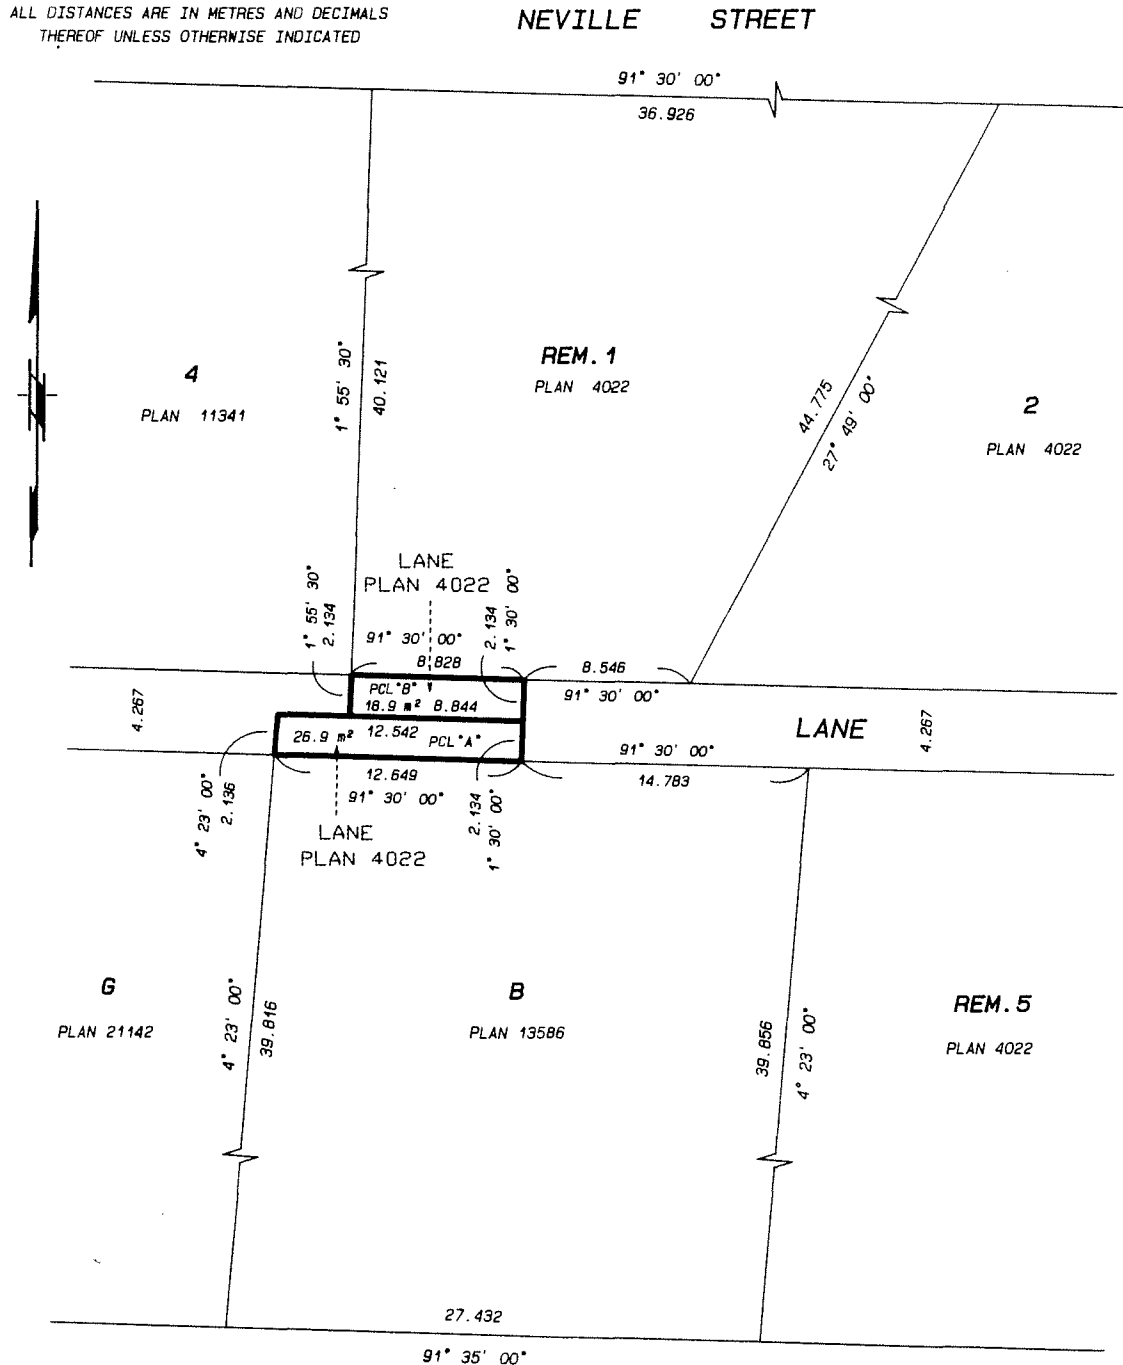 ALL DISTANCES ARE IN METRES AND DECIMALS
THEREOF UNLESS OTHERWISE INDICATED
NEVILLE STREET
91° 30' 00"
36.926
1° 55' 30"
40.121
44.775
27° 49' 00"
4
PLAN 11341
REM. 1
PLAN 4022
2
PLAN 4022
LANE
PLAN 4022
1° 55' 30"
2.134
91° 30' 00"
8.828
2.134
1° 30' 00"
8.546
91° 30' 00"
4.267
PCL "B"
18.9 m² 8.844
26.9 m² 12.542 PCL "A"
LANE
4.267
12.649
91° 30' 00"
91° 30' 00"
14.783
4° 23' 00"
2.136
2.134
1° 30' 00"
LANE
PLAN 4022
G
PLAN 21142
4° 23' 00"
39.816
B
PLAN 13586
39.856
4° 23' 00"
REM. 5
PLAN 4022
27.432
91° 35' 00"